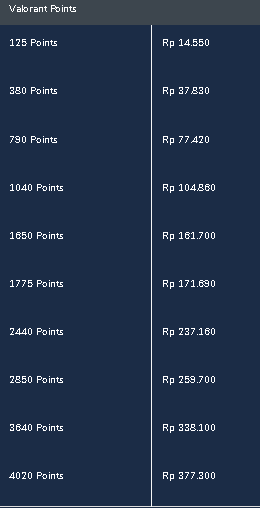 Valorant Points
125 Points Rp 14.550
380 Points Rp 37.830
790 Points Rp 77.420
1040 Points Rp 104.860
1650 Points Rp 161.700
1775 Points Rp 171.690
2440 Points Rp 237.160
2850 Points Rp 259.700
3640 Points Rp 338.100
4020 Points Rp 377.300